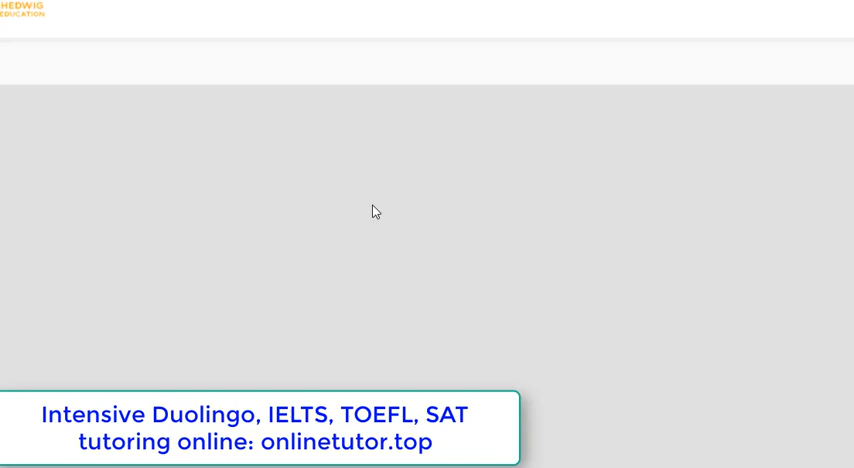 HEDWIG
EDUCATION
Intensive Duolingo, IELTS, TOEFL, SAT
tutoring online: onlinetutor.top